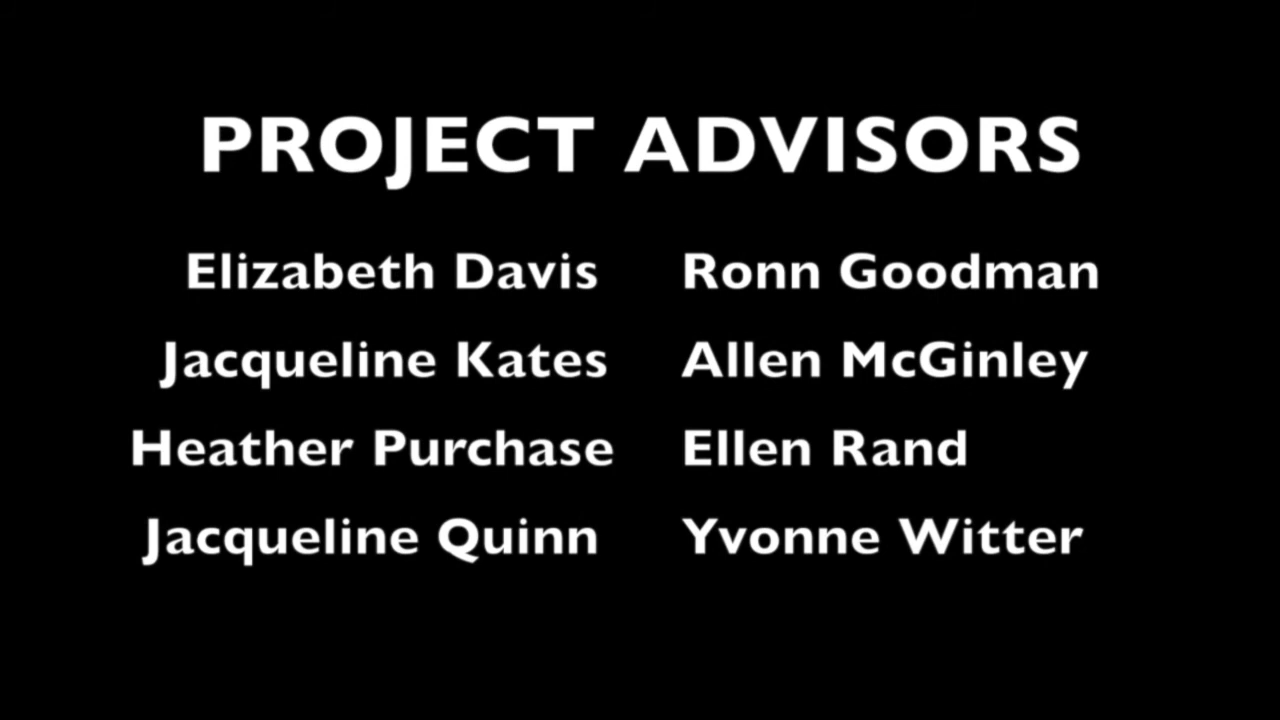 PROJECT ADVISORS
Elizabeth Davis Ronn Goodman
Jacqueline Kates Allen McGinley
Heather Purchase Ellen Rand
Jacqueline Quinn Yvonne Witter